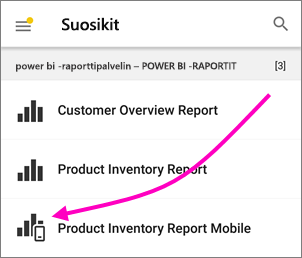 Suosikit
power bi -raporttipalvelin – POWER BI -RAPORTIT [3]
Customer Overview Report
Product Inventory Report
Product Inventory Report Mobile